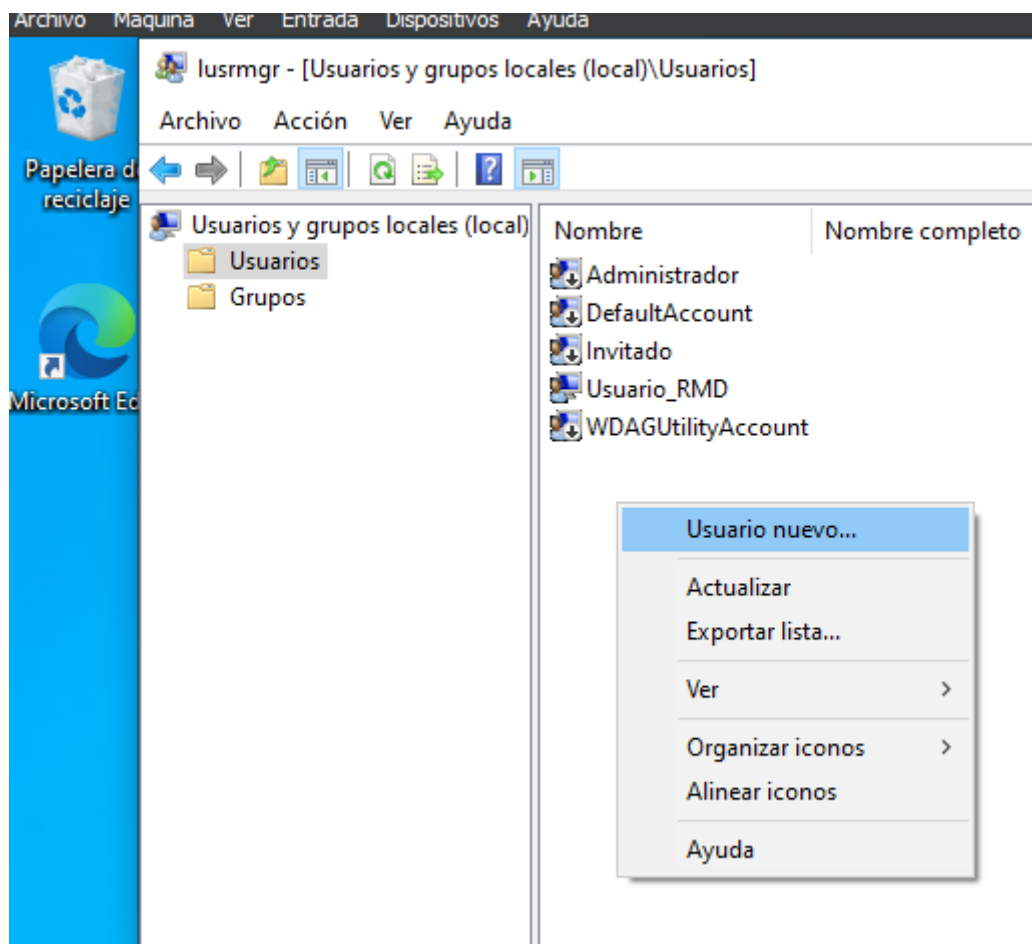 Archivo Máquina Ver Entrada Dispositivos Ayuda
lusrmgr - [Usuarios y grupos locales (local)\Usuarios]
Archivo Acción Ver Ayuda
Papelera d
reciclaje
Microsoft Ed
Usuarios y grupos locales (local)
Usuarios
Grupos
Nombre Nombre completo
Administrador
DefaultAccount
Invitado
Usuario_RMD
WDAGUtilityAccount
Usuario nuevo...
Actualizar
Exportar lista...
Ver
Organizar iconos
Alinear iconos
Ayuda